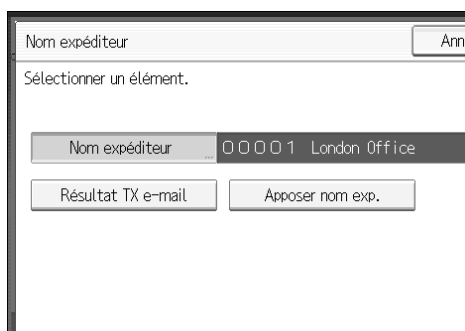 Nom expéditeur Ann
Sélectionner un élément.
Nom expéditeur 00001 London Office
Résultat TX e-mail Apposer nom exp.